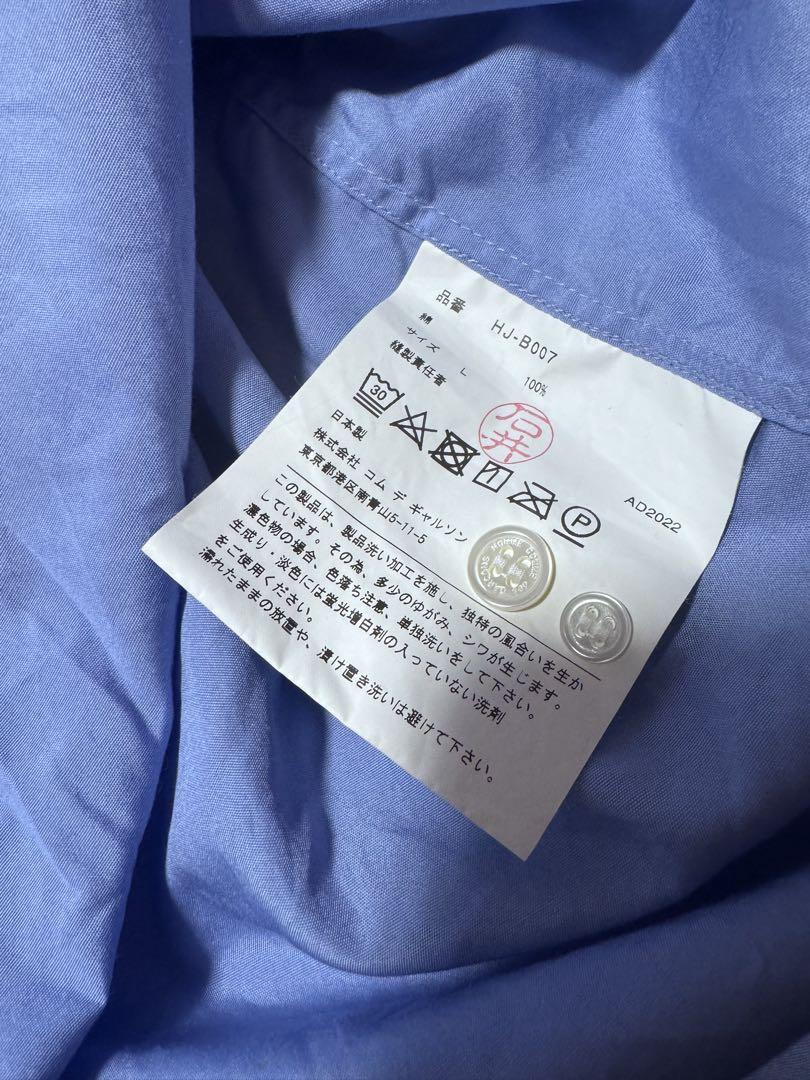 品番 HJ-B007
綿 100%
サイズ L
縫製責任者
石井
30
P
日本製
AD2022
株式会社 コム デ ギャルソン
東京都港区南青山5-11-5
この製品は、製品洗い加工を施し、独特の風合いを生か
しています。その為、多少のゆがみ、シワが生じます。
濃色物の場合、色落ち注意、単独洗いをして下さい。
生成り・淡色には蛍光増白剤の入っていない洗剤
をご使用ください。
濡れたままの放置や、漬け置き洗いは避けて下さい。